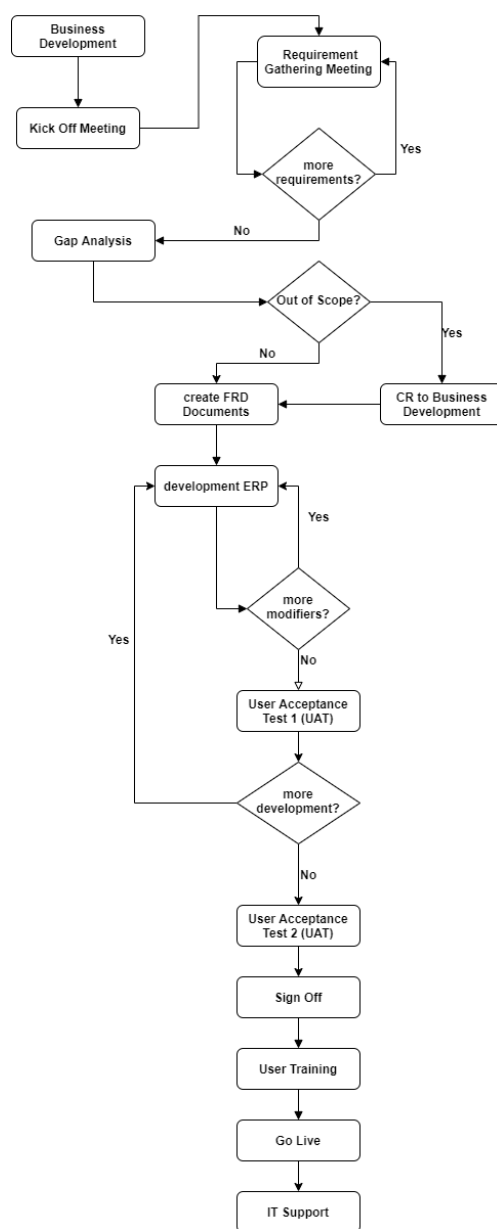 Business
Development
Requirement
Gathering Meeting
Kick Off Meeting
Yes
more
requirements?
No
Gap Analysis
Out of Scope?
Yes
No
create FRD
Documents
CR to Business
Development
development ERP
Yes
more
modifiers?
Yes
No
User Acceptance
Test 1 (UAT)
more
development?
No
User Acceptance
Test 2 (UAT)
Sign Off
User Training
Go Live
IT Support